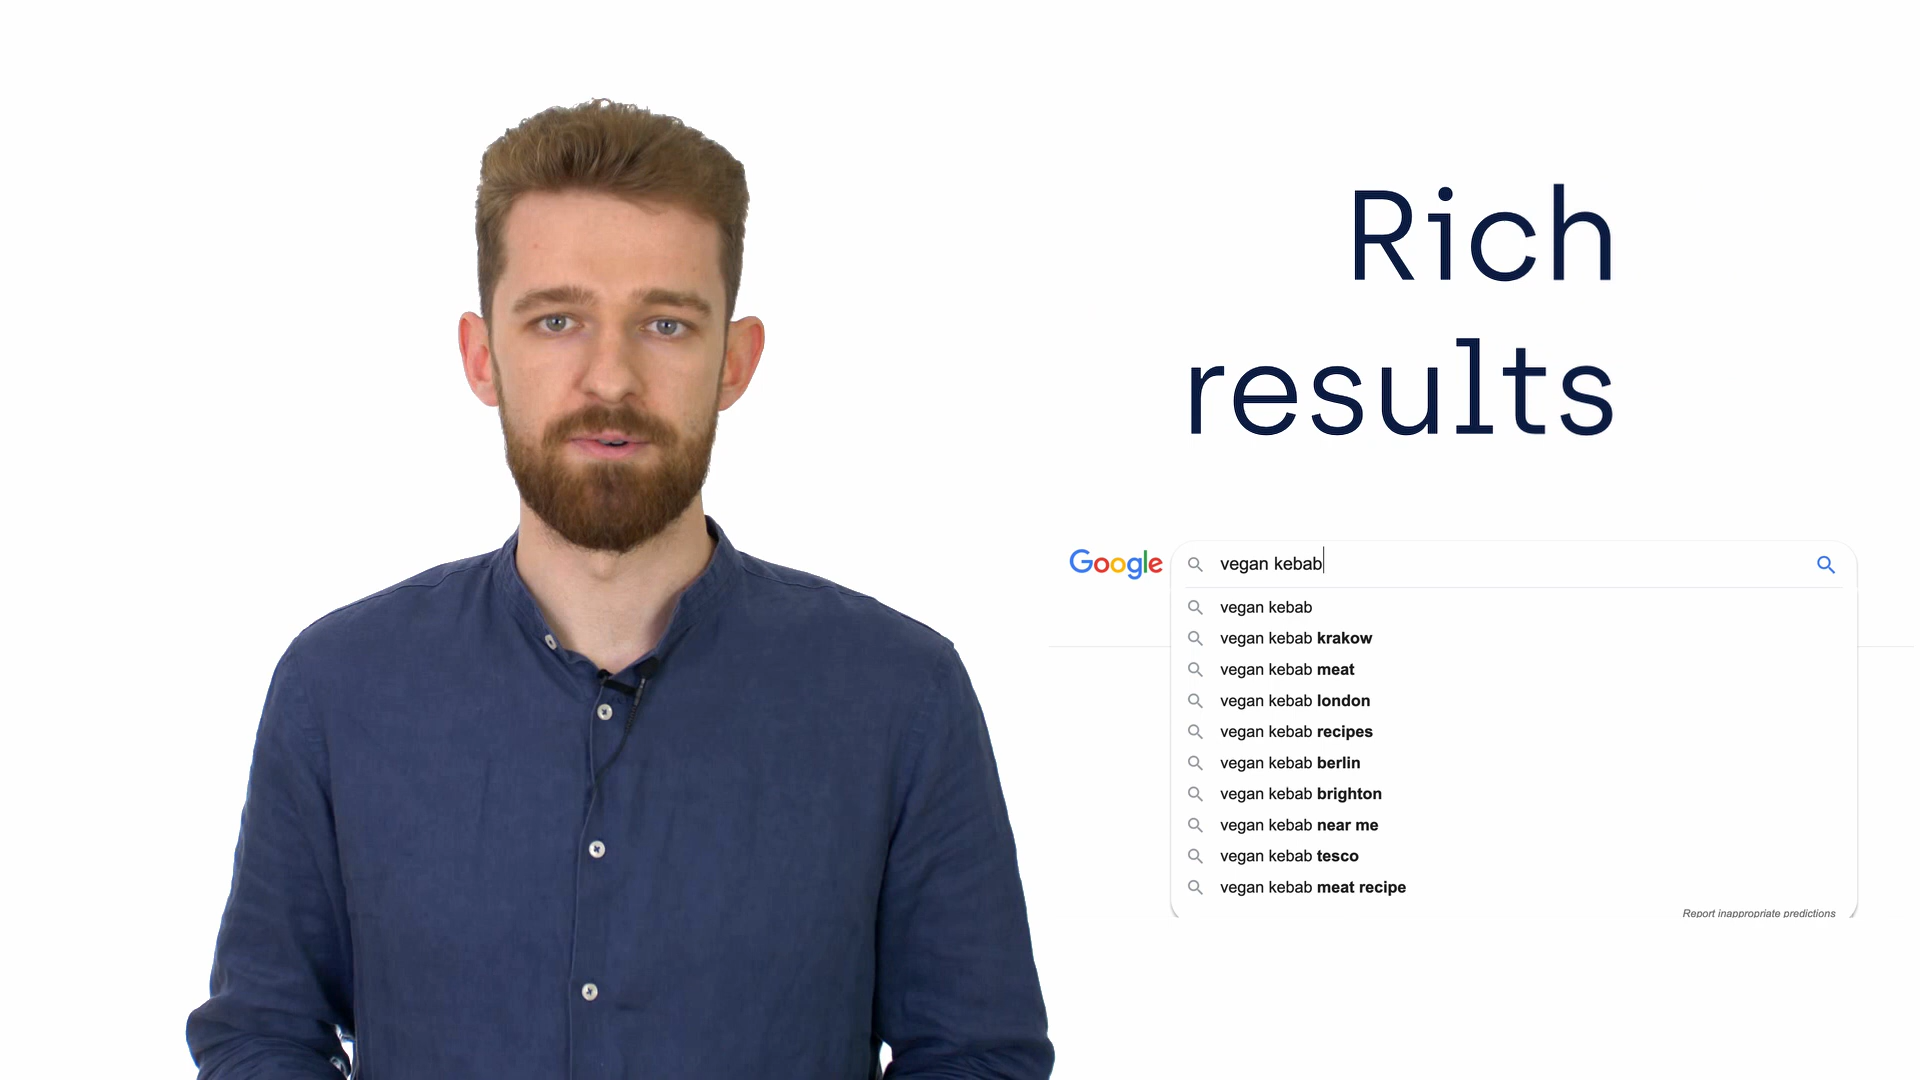 Rich
results
Google
vegan kebab
vegan kebab
vegan kebab krakow
vegan kebab meat
vegan kebab london
vegan kebab recipes
vegan kebab berlin
vegan kebab brighton
vegan kebab near me
vegan kebab tesco
vegan kebab meat recipe
Report inappropriate predictions